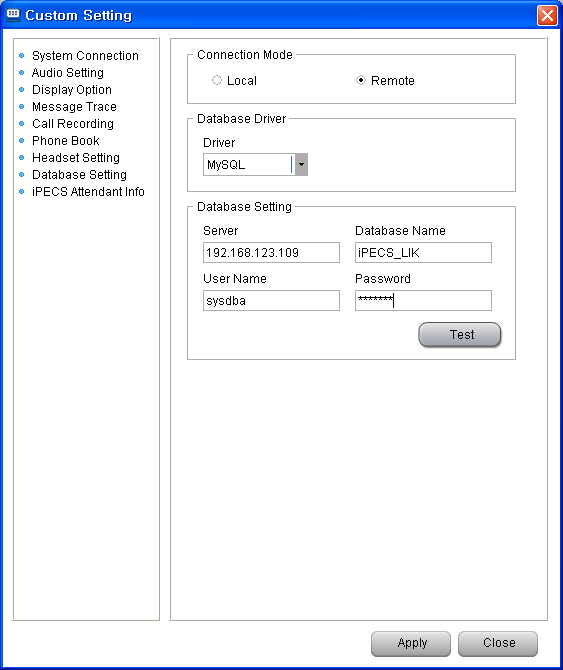 Custom Setting
System Connection
Audio Setting
Display Option
Message Trace
Call Recording
Phone Book
Headset Setting
Database Setting
iPECS Attendant Info
Connection Mode
Local Remote
Database Driver
Driver
MySQL
Database Setting
Server Database Name
192.168.123.109 iPECS_LIK
User Name Password
sysdba *******
Test
Apply Close